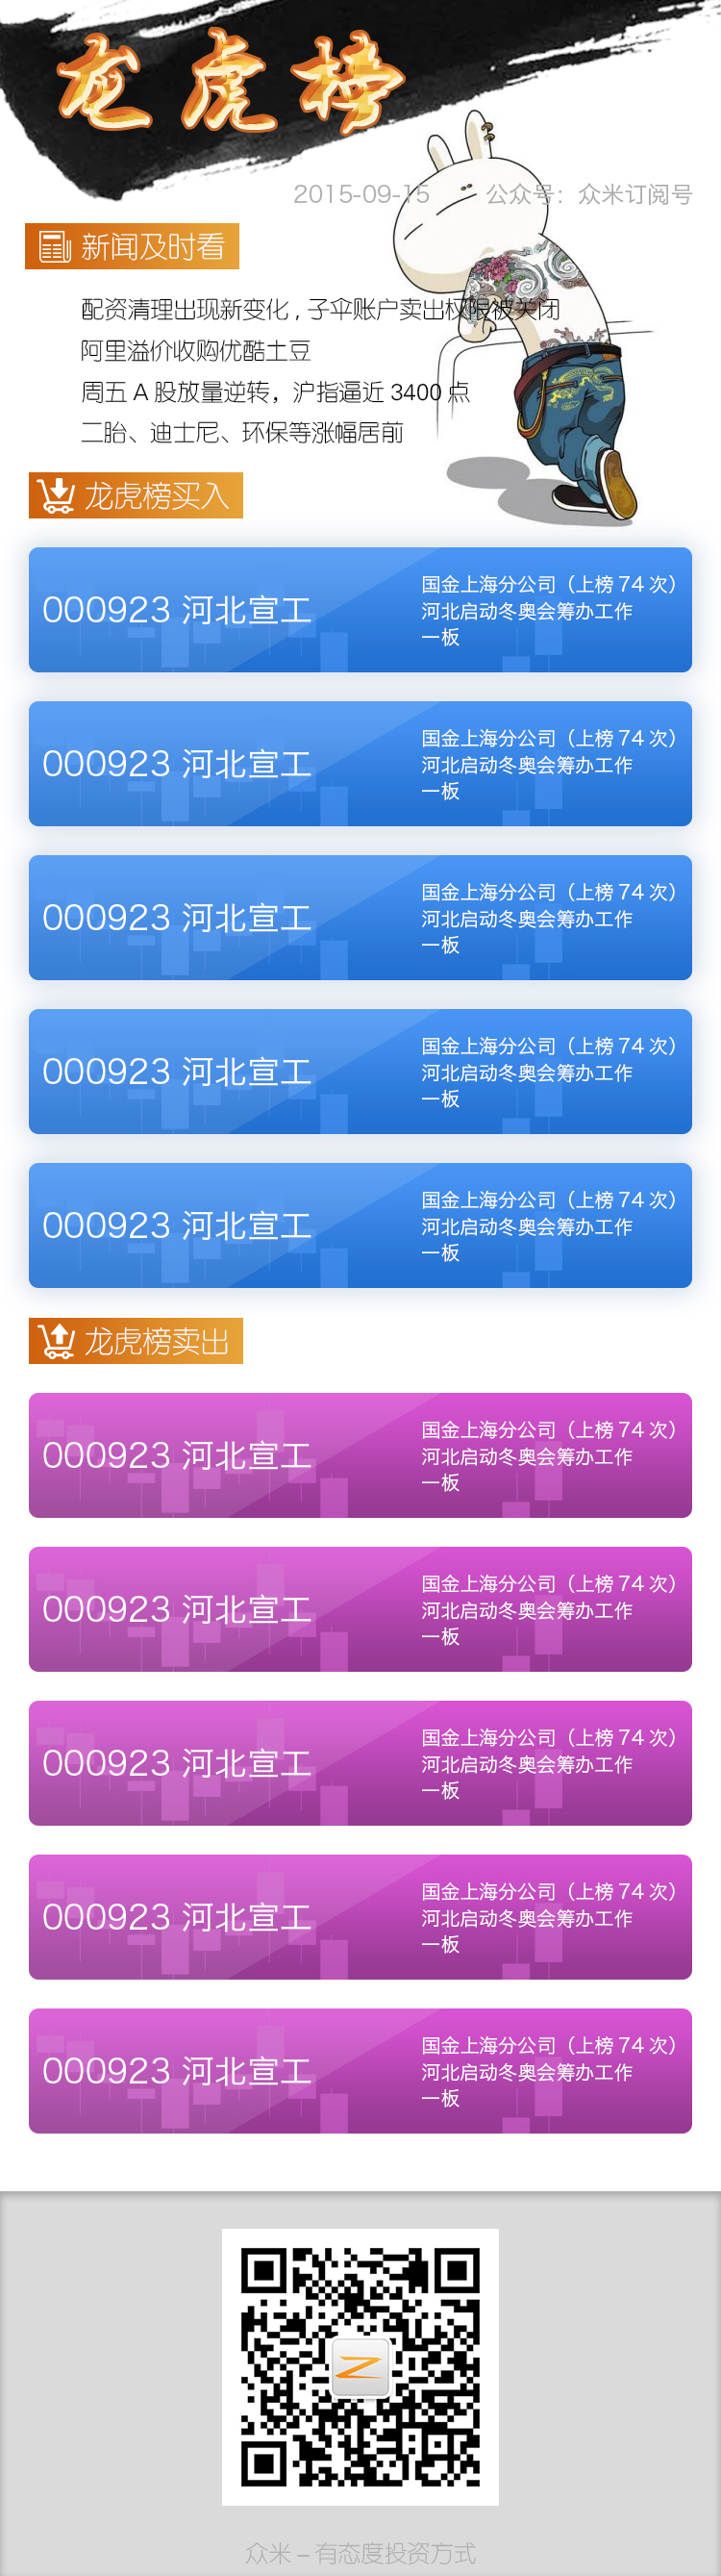 龙虎榜
2015-09-15 公众号：众米订阅号
新闻及时看
配资清理出现新变化，子伞账户卖出权限被关闭
阿里溢价收购优酷土豆
周五 A 股放量逆转，沪指逼近 3400 点
二胎、迪士尼、环保等涨幅居前
龙虎榜买入
000923 河北宣工
国金上海分公司（上榜 74 次）
河北启动冬奥会筹办工作
一板
000923 河北宣工
国金上海分公司（上榜 74 次）
河北启动冬奥会筹办工作
一板
000923 河北宣工
国金上海分公司（上榜 74 次）
河北启动冬奥会筹办工作
一板
000923 河北宣工
国金上海分公司（上榜 74 次）
河北启动冬奥会筹办工作
一板
000923 河北宣工
国金上海分公司（上榜 74 次）
河北启动冬奥会筹办工作
一板
龙虎榜卖出
000923 河北宣工
国金上海分公司（上榜 74 次）
河北启动冬奥会筹办工作
一板
000923 河北宣工
国金上海分公司（上榜 74 次）
河北启动冬奥会筹办工作
一板
000923 河北宣工
国金上海分公司（上榜 74 次）
河北启动冬奥会筹办工作
一板
000923 河北宣工
国金上海分公司（上榜 74 次）
河北启动冬奥会筹办工作
一板
000923 河北宣工
国金上海分公司（上榜 74 次）
河北启动冬奥会筹办工作
一板
众米 – 有态度投资方式